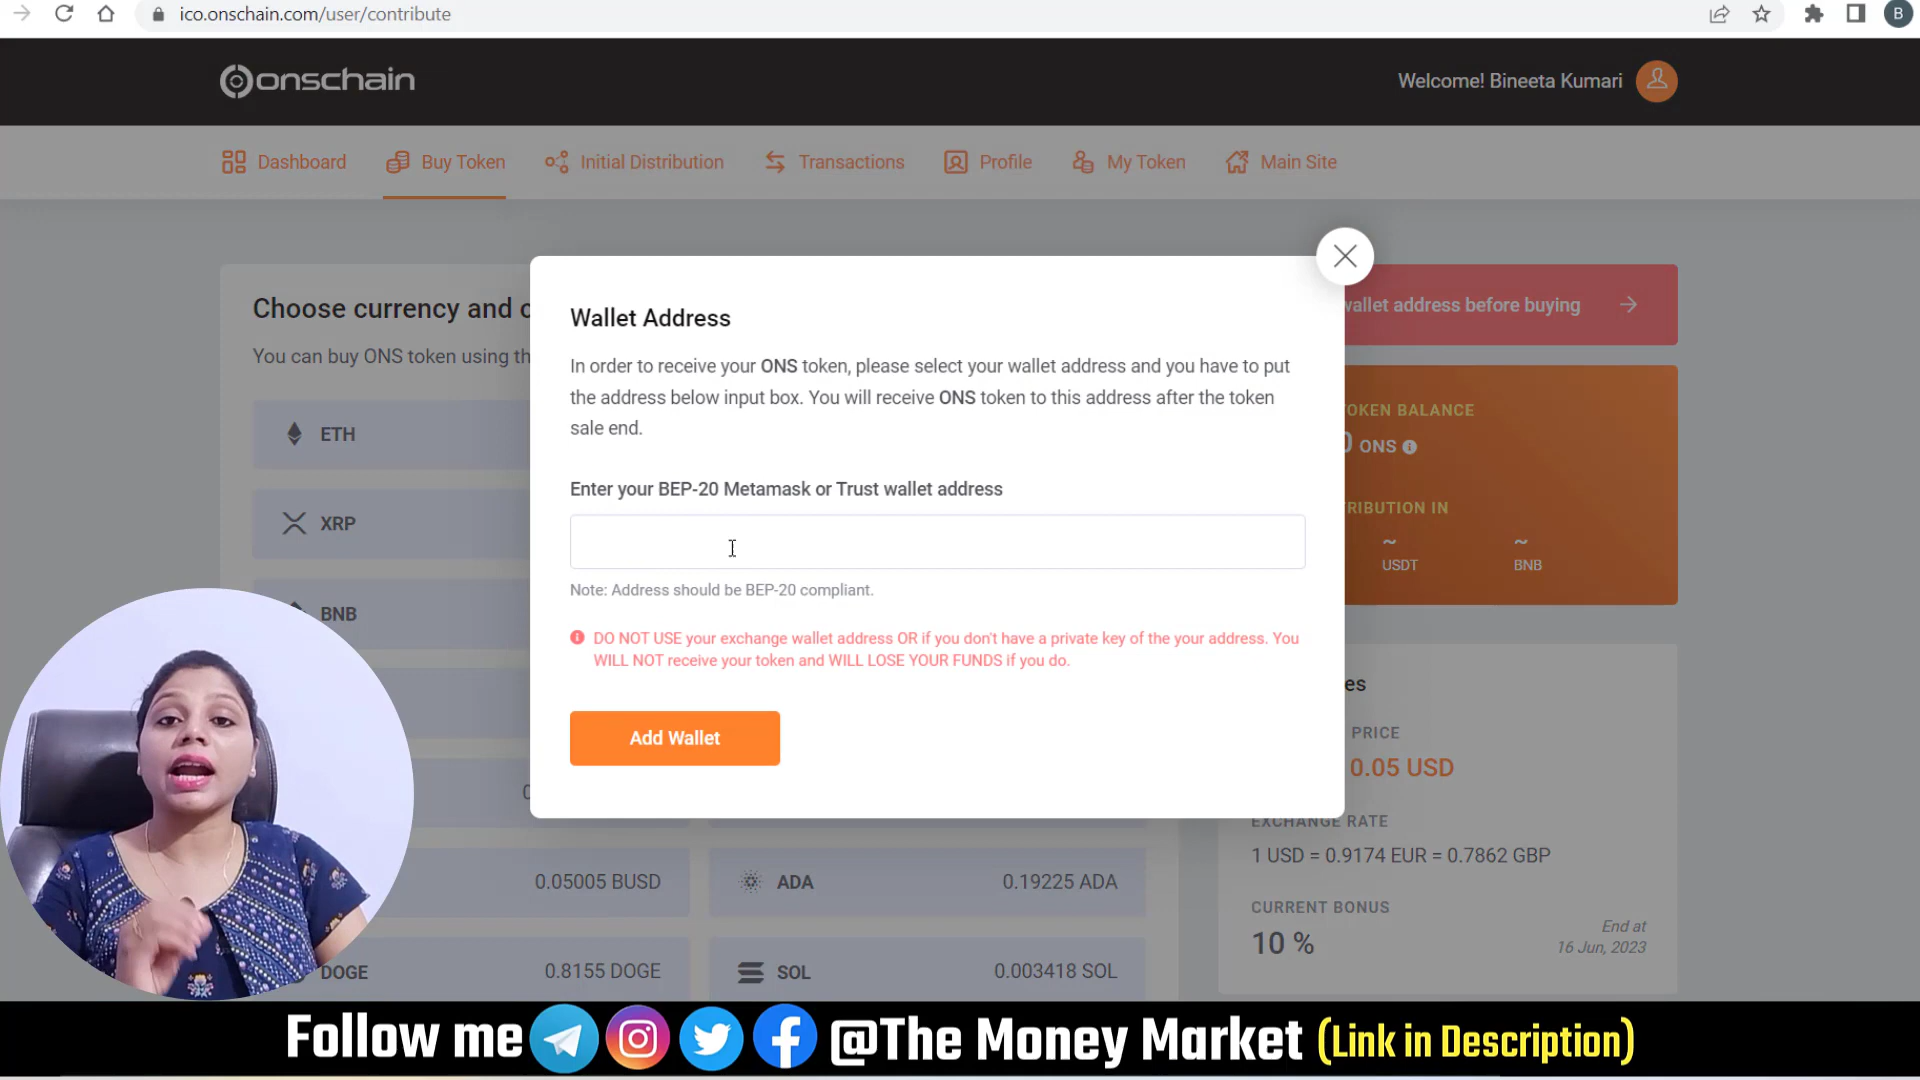 ico.onschain.com/user/contribute
B
onschain
Welcome! Bineeta Kumari
Dashboard
Buy Token
Initial Distribution
Transactions
Profile
My Token
Main Site
Choose currency and c
You can buy ONS token using th
ETH
XRP
BNB
Wallet Address
In order to receive your ONS token, please select your wallet address and you have to put
the address below input box. You will receive ONS token to this address after the token
sale end.
Enter your BEP-20 Metamask or Trust wallet address
Note: Address should be BEP-20 compliant.
DO NOT USE your exchange wallet address OR if you don't have a private key of the your address. You
WILL NOT receive your token and WILL LOSE YOUR FUNDS if you do.
Add Wallet
wallet address before buying
OKEN BALANCE
0 ONS
RIBUTION IN
~ ~
USDT BNB
es
PRICE
0.05 USD
EXCHANGE RATE
1 USD = 0.9174 EUR = 0.7862 GBP
CURRENT BONUS
10 %
End at
16 Jun, 2023
0.05005 BUSD
ADA 0.19225 ADA
DOGE 0.8155 DOGE
SOL 0.003418 SOL
Follow me @The Money Market (Link in Description)